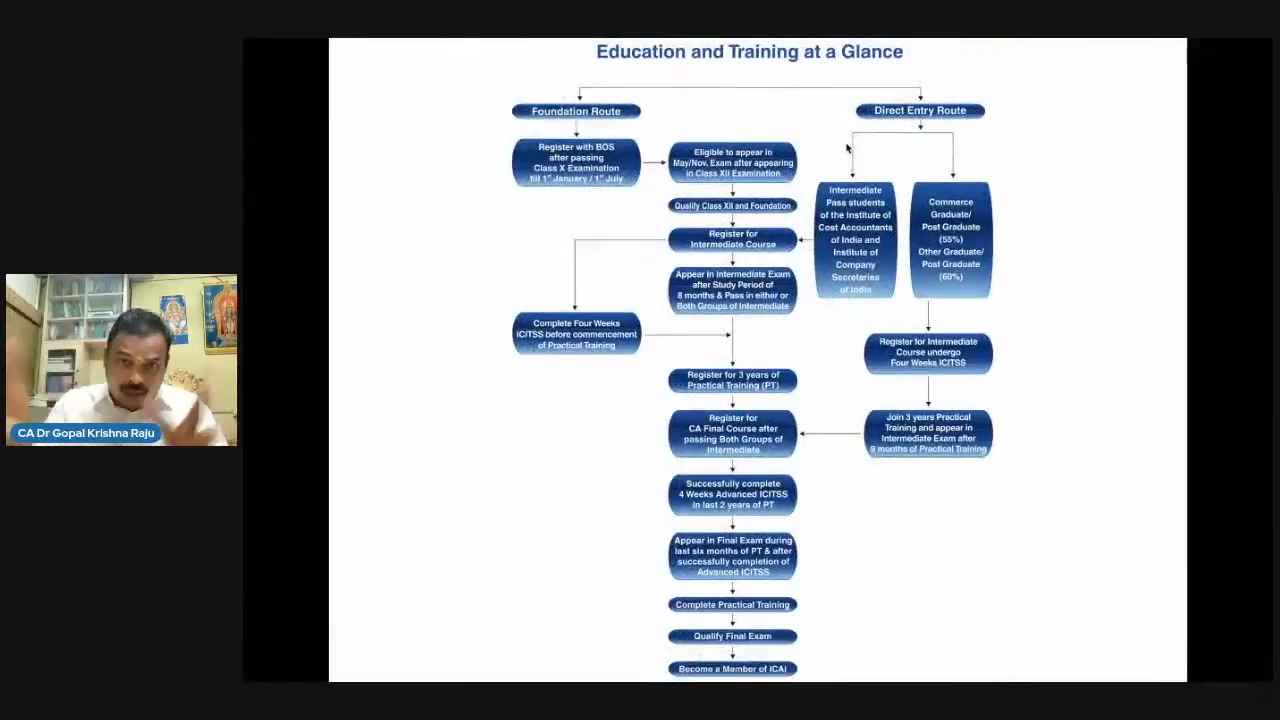 Education and Training at a Glance
Foundation Route
Direct Entry Route
Register with BOS
after passing
Class X Examination
till 1st January / 1st July
Eligible to appear in
May/Nov. Exam after appearing
in Class XII Examination
Qualify Class XII and Foundation
Register for
Intermediate Course
Appear in Intermediate Exam
after Study Period of
8 months & Pass in either or
Both Groups of Intermediate
Complete Four Weeks
ICITSS before commencement
of Practical Training
Intermediate
Pass students
of the Institute of
Cost Accountants
of India and
Institute of
Company
Secretaries
of India
Commerce
Graduate/
Post Graduate
(55%)
Other Graduate/
Post Graduate
(60%)
Register for Intermediate
Course undergo
Four Weeks ICITSS
Join 3 years Practical
Training and appear in
Intermediate Exam after
9 months of Practical Training
Register for 3 years of
Practical Training (PT)
Register for
CA Final Course after
passing Both Groups of
Intermediate
Successfully complete
4 Weeks Advanced ICITSS
in last 2 years of PT
Appear in Final Exam during
last six months of PT & after
successfully completion of
Advanced ICITSS
Complete Practical Training
Qualify Final Exam
Become a Member of ICAI
CA Dr Gopal Krishna Raju